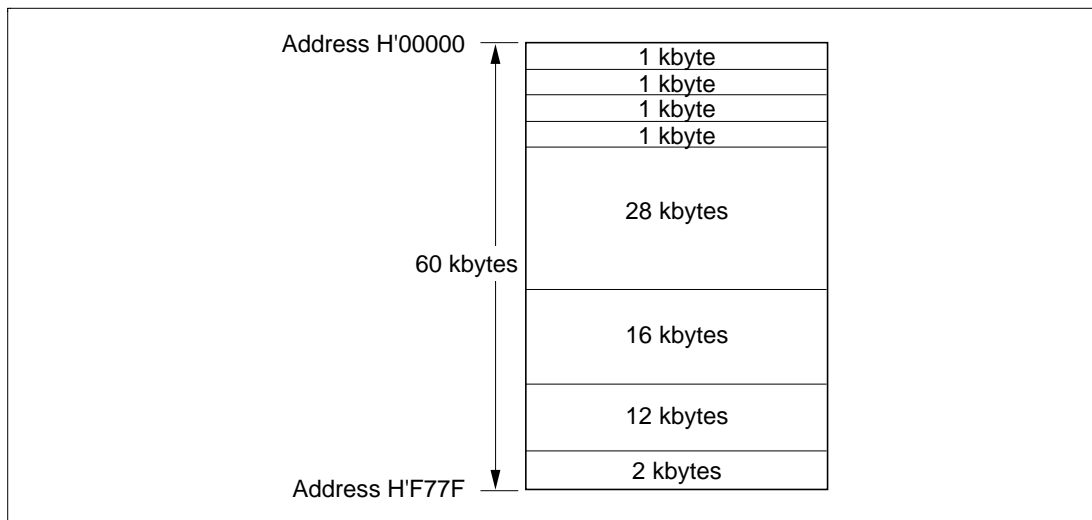 Address H'00000
1 kbyte
1 kbyte
1 kbyte
1 kbyte
28 kbytes
60 kbytes
16 kbytes
12 kbytes
2 kbytes
Address H'F77F